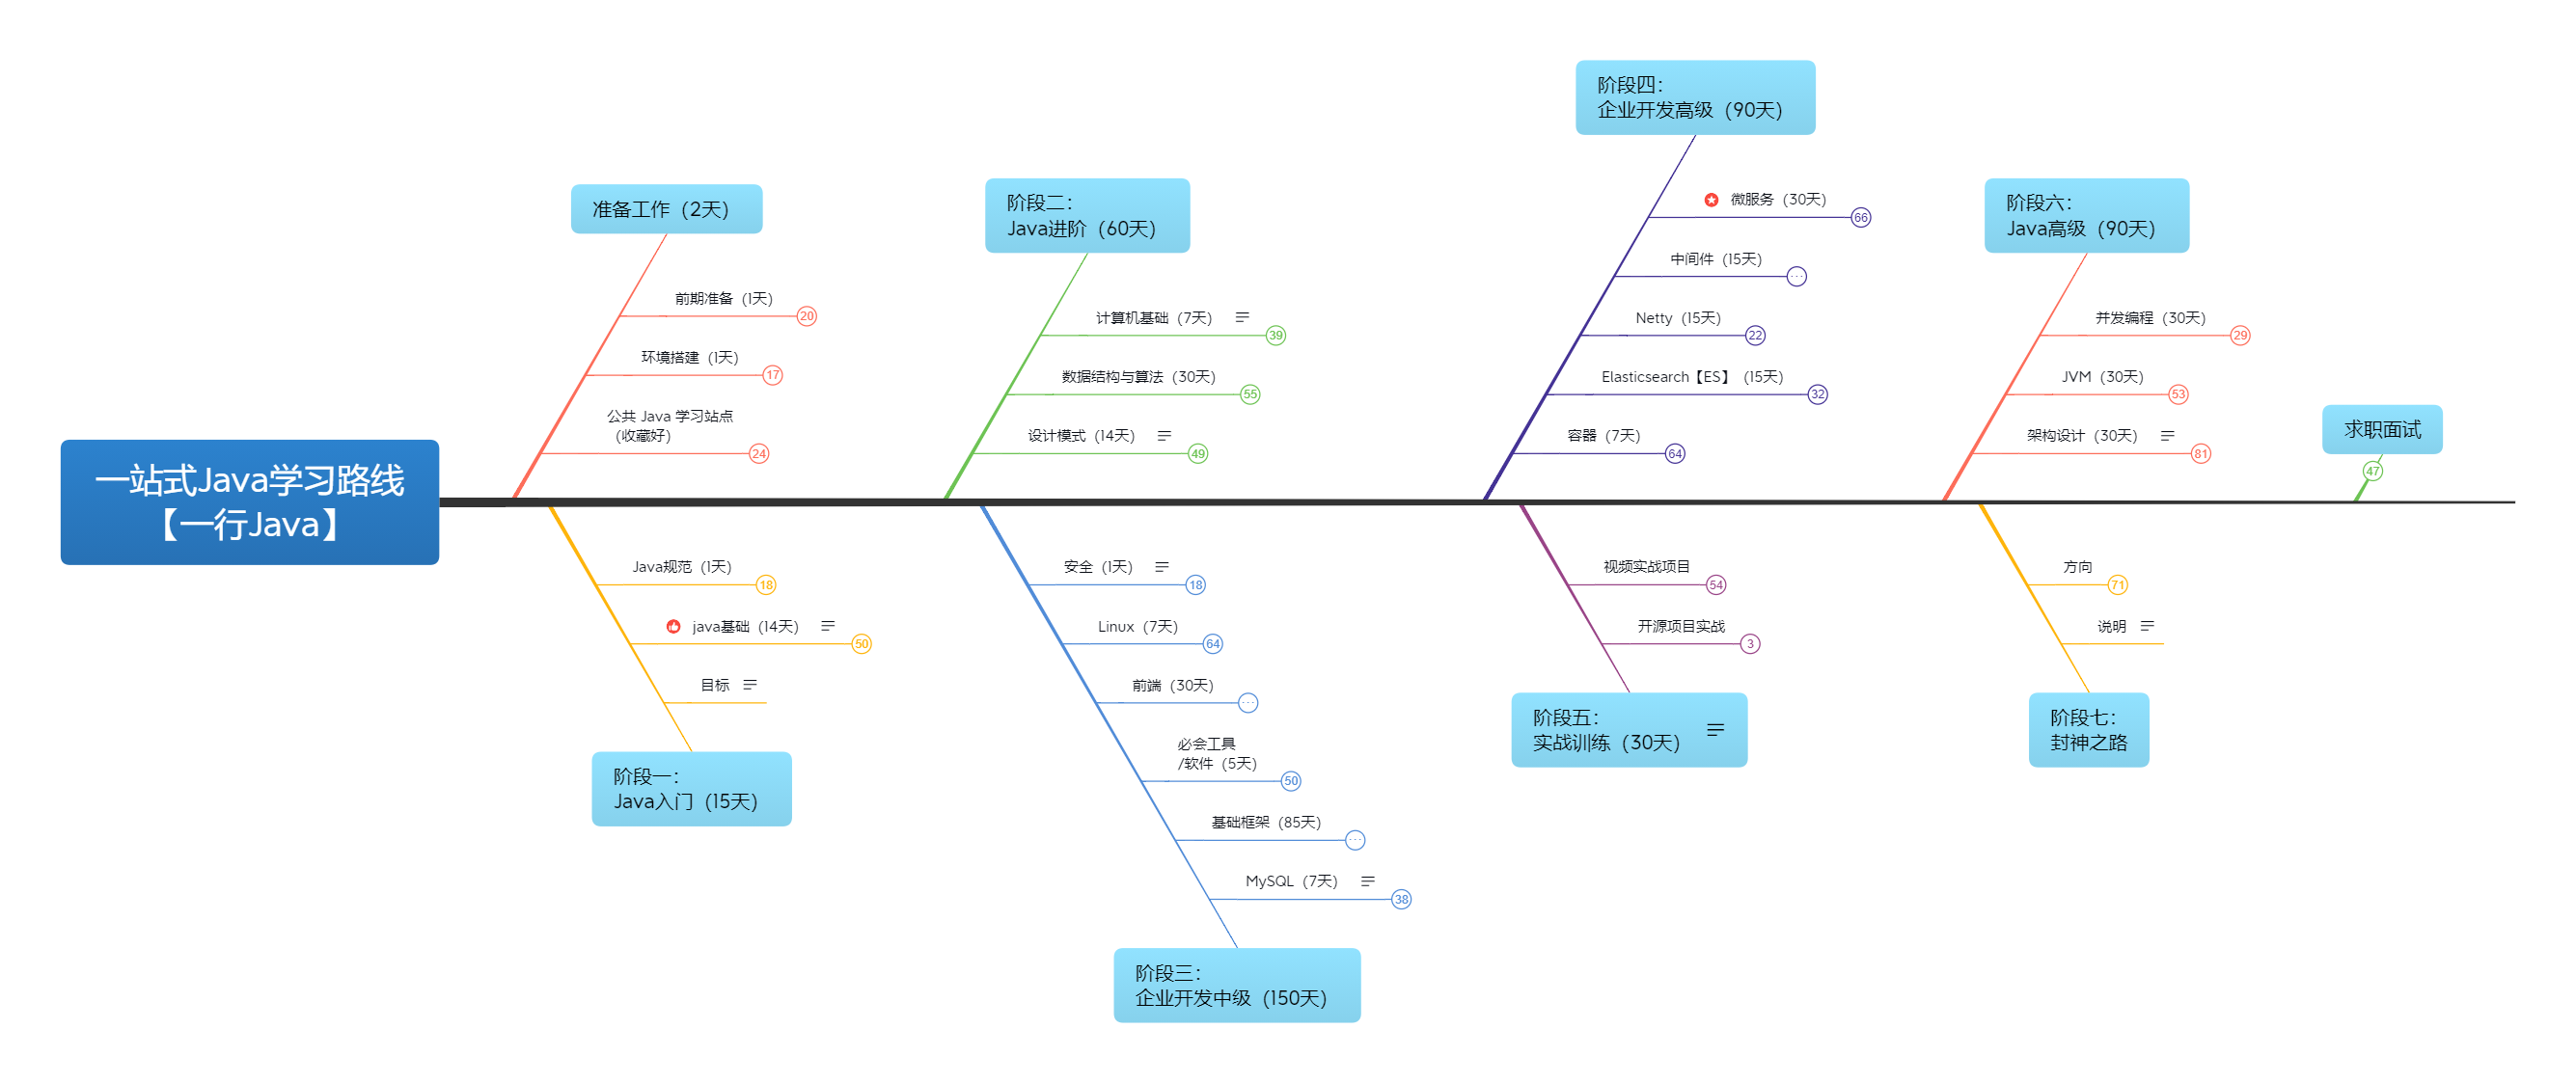 一站式Java学习路线
【一行Java】
准备工作（2天）
前期准备（1天）
20
环境搭建（1天）
17
公共 Java 学习站点
（收藏好）
24
阶段一：
Java入门（15天）
Java规范（1天）
18
java基础（14天）
50
目标
阶段二：
Java进阶（60天）
计算机基础（7天）
39
数据结构与算法（30天）
55
设计模式（14天）
49
阶段三：
企业开发中级（150天）
安全（1天）
18
Linux（7天）
64
前端（30天）
...
必会工具
/软件（5天）
50
基础框架（85天）
...
MySQL（7天）
38
阶段四：
企业开发高级（90天）
微服务（30天）
66
中间件（15天）
...
Netty（15天）
22
Elasticsearch【ES】（15天）
32
容器（7天）
64
阶段五：
实战训练（30天）
视频实战项目
54
开源项目实战
3
阶段六：
Java高级（90天）
并发编程（30天）
29
JVM（30天）
53
架构设计（30天）
81
阶段七：
封神之路
方向
71
说明
求职面试
47